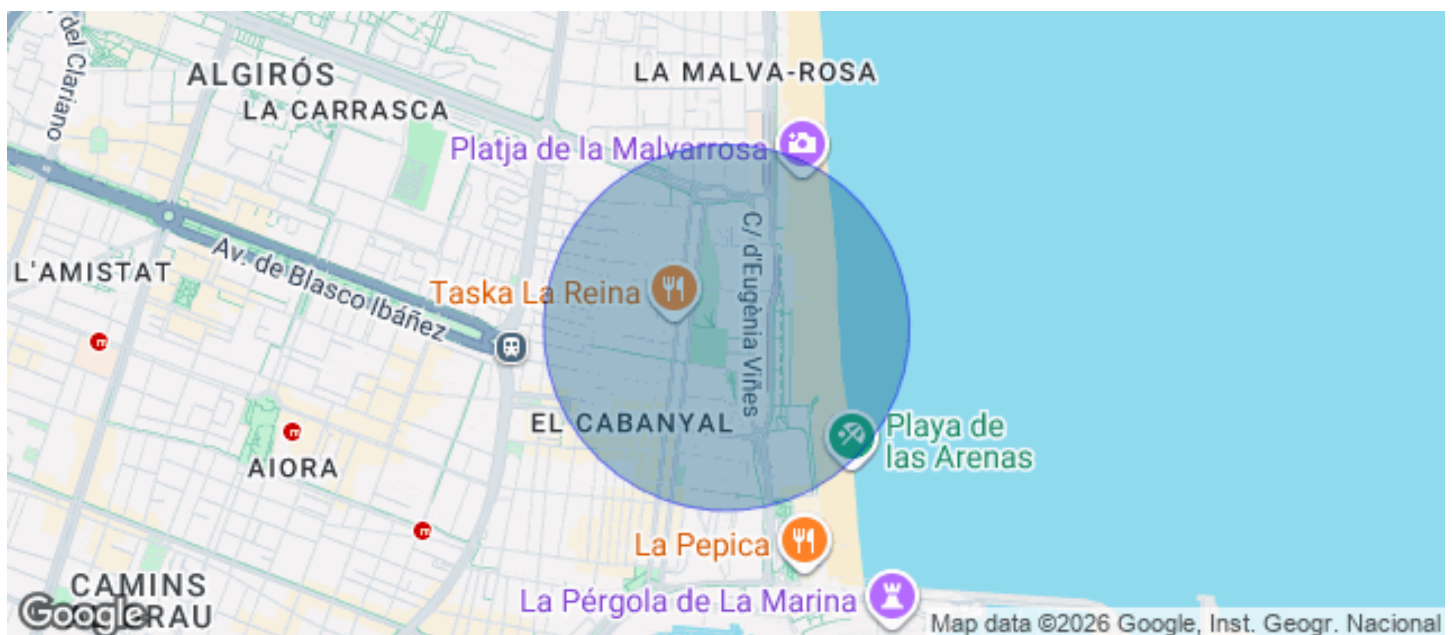 del Clariano
ALGIRÓS
LA MALVA-ROSA
LA CARRASCA
Platja de la Malvarrosa
Av. de Blasco Ibáñez
L'AMISTAT
Taska La Reina
C/ d'Eugènia Viñes
EL CABANYAL
Playa de
las Arenas
AIORA
La Pepica
CAMINS
La Pérgola de La Marina
Google
Map data ©2026 Google, Inst. Geogr. Nacional